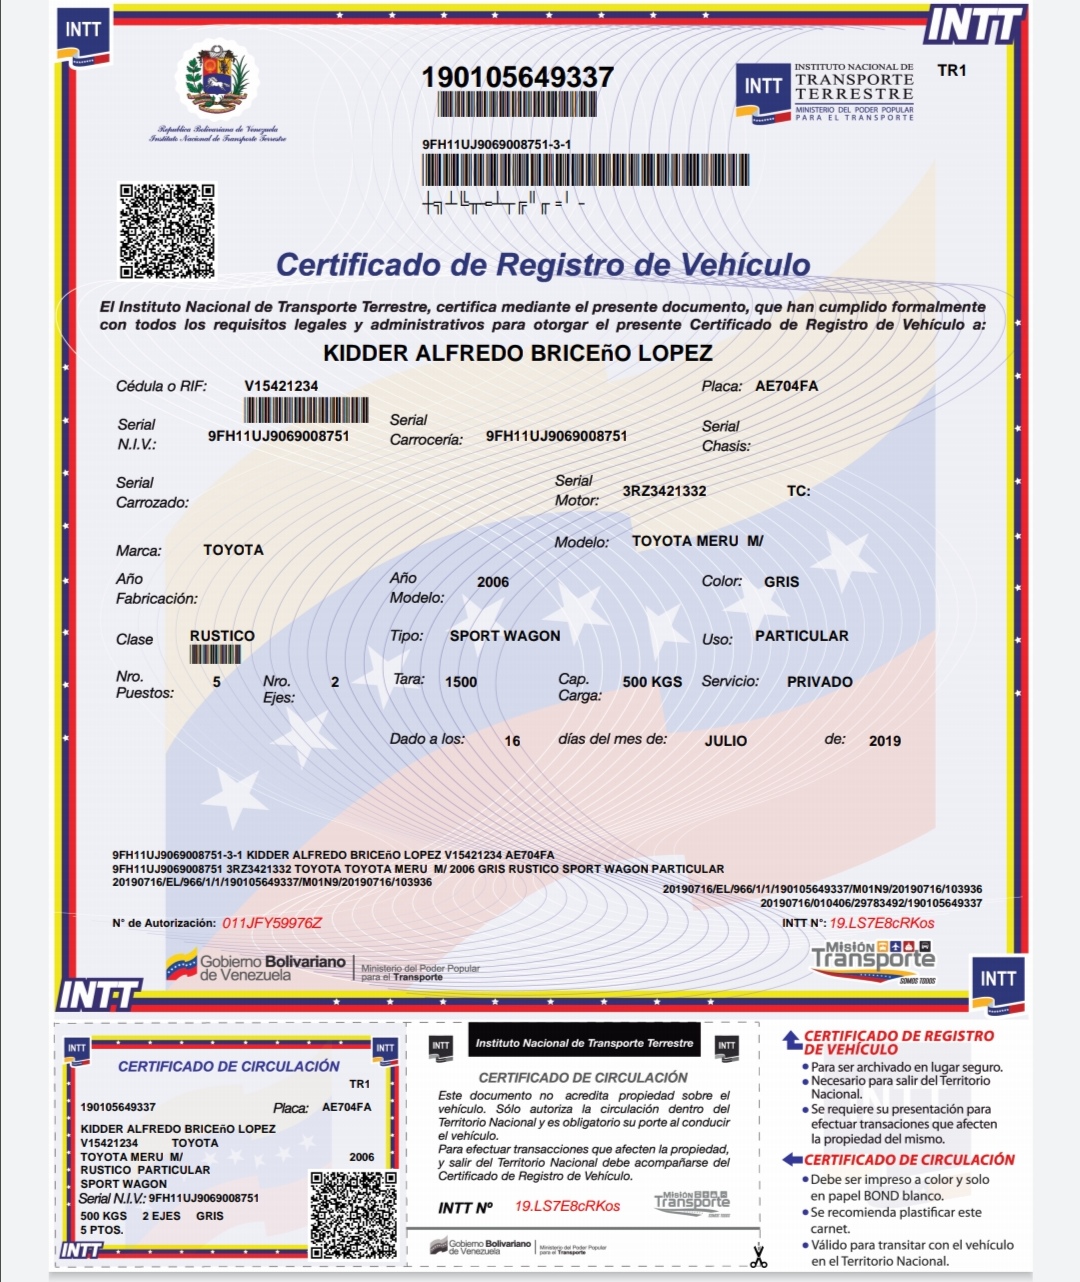 INTT
INTT
República Bolivariana de Venezuela
Instituto Nacional de Transporte Terrestre
190105649337
9FH11UJ9069008751-3-1
INTT
INSTITUTO NACIONAL DE
TRANSPORTE
TERRESTRE
MINISTERIO DEL PODER POPULAR
PARA EL TRANSPORTE
TR1
Certificado de Registro de Vehículo
El Instituto Nacional de Transporte Terrestre, certifica mediante el presente documento, que han cumplido formalmente
con todos los requisitos legales y administrativos para otorgar el presente Certificado de Registro de Vehículo a:
KIDDER ALFREDO BRICEñO LOPEZ
Cédula o RIF: V15421234 Placa: AE704FA
Serial N.I.V.: 9FH11UJ9069008751 Serial Carrocería: 9FH11UJ9069008751 Serial Chasis:
Serial Carrozado: Serial Motor: 3RZ3421332 TC:
Marca: TOYOTA Modelo: TOYOTA MERU M/
Año Fabricación: Año Modelo: 2006 Color: GRIS
Clase RUSTICO Tipo: SPORT WAGON Uso: PARTICULAR
Nro. Puestos: 5 Nro. Ejes: 2 Tara: 1500 Cap. Carga: 500 KGS Servicio: PRIVADO
Dado a los: 16 días del mes de: JULIO de: 2019
9FH11UJ9069008751-3-1 KIDDER ALFREDO BRICEñO LOPEZ V15421234 AE704FA
9FH11UJ9069008751 3RZ3421332 TOYOTA TOYOTA MERU M/ 2006 GRIS RUSTICO SPORT WAGON PARTICULAR
20190716/EL/966/1/1/190105649337/M01N9/20190716/103936
20190716/EL/966/1/1/190105649337/M01N9/20190716/103936
20190716/010406/29783492/190105649337
N° de Autorización: 011JFY59976Z
INTT N°: 19.LS7E8cRKos
Gobierno Bolivariano
de Venezuela
Ministerio del Poder Popular
para el Transporte
Misión
Transporte
SOMOS TODOS
INTT
INTT
INTT
INTT
CERTIFICADO DE CIRCULACIÓN
TR1
190105649337 Placa: AE704FA
KIDDER ALFREDO BRICEñO LOPEZ
V15421234 TOYOTA
TOYOTA MERU M/ 2006
RUSTICO PARTICULAR
SPORT WAGON
Serial N.I.V.: 9FH11UJ9069008751
500 KGS 2 EJES GRIS
5 PTOS.
INTT
INTT
Instituto Nacional de Transporte Terrestre
INTT
CERTIFICADO DE CIRCULACIÓN
Este documento no acredita propiedad sobre el
vehículo. Sólo autoriza la circulación dentro del
Territorio Nacional y es obligatorio su porte al conducir
el vehículo.
Para efectuar transacciones que afecten la propiedad,
y salir del Territorio Nacional debe acompañarse del
Certificado de Registro de Vehículo.
INTT Nº 19.LS7E8cRKos
Misión
Transporte
Gobierno Bolivariano
de Venezuela
Ministerio del Poder Popular
para el Transporte
CERTIFICADO DE REGISTRO
DE VEHÍCULO
Para ser archivado en lugar seguro.
Necesario para salir del Territorio
Nacional.
Se requiere su presentación para
efectuar transaciones que afecten
la propiedad del mismo.
CERTIFICADO DE CIRCULACIÓN
Debe ser impreso a color y solo
en papel BOND blanco.
Se recomienda plastificar este
carnet.
Válido para transitar con el vehículo
en el Territorio Nacional.